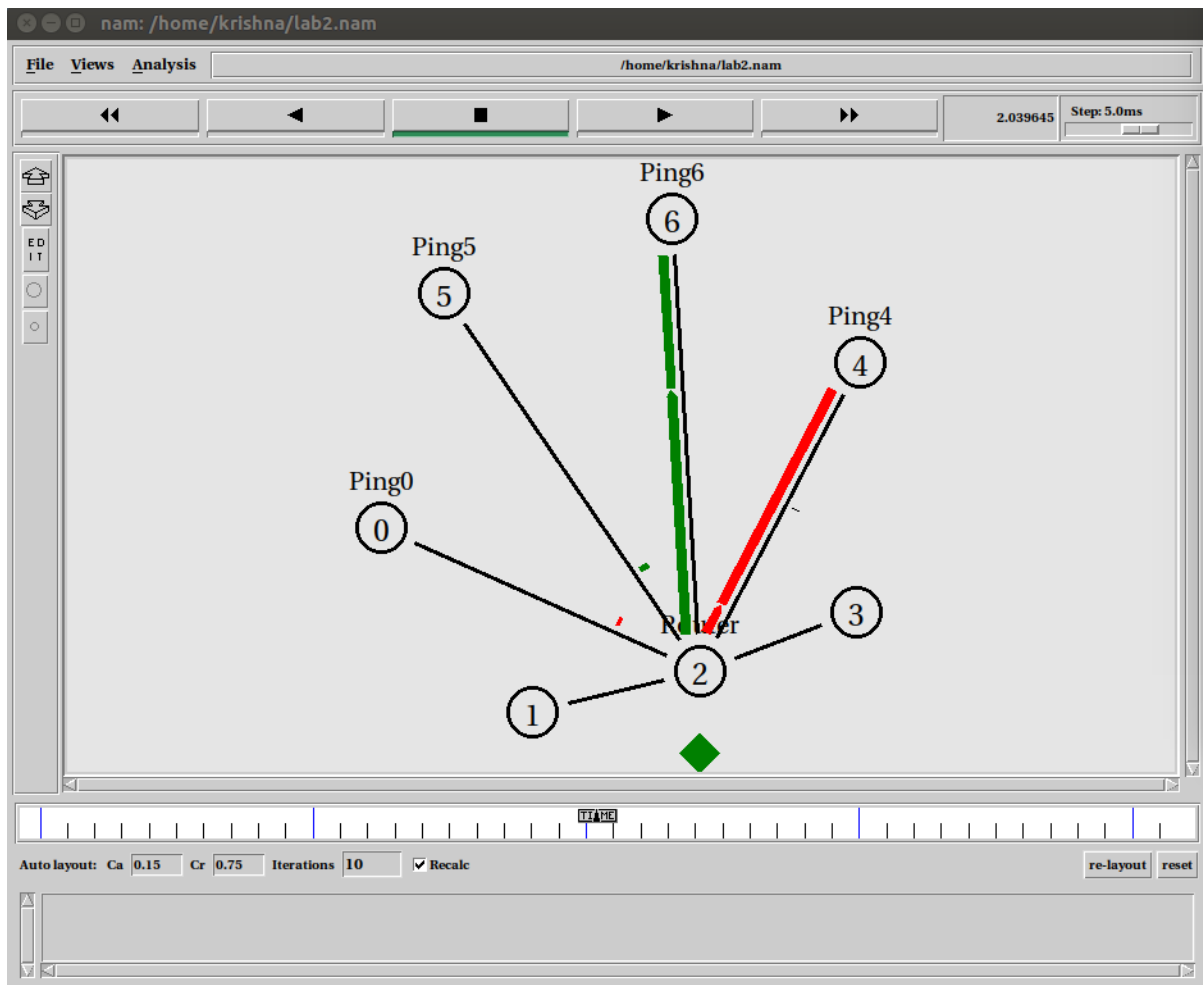 nam: /home/krishna/lab2.nam
File Views Analysis /home/krishna/lab2.nam
2.039645 Step: 5.0ms
Ping6
6
Ping5
5
Ping4
4
ED
IT
Ping0
0
3
Router
2
1
TIME
Auto layout: Ca 0.15 Cr 0.75 Iterations 10 Recalc re-layout reset